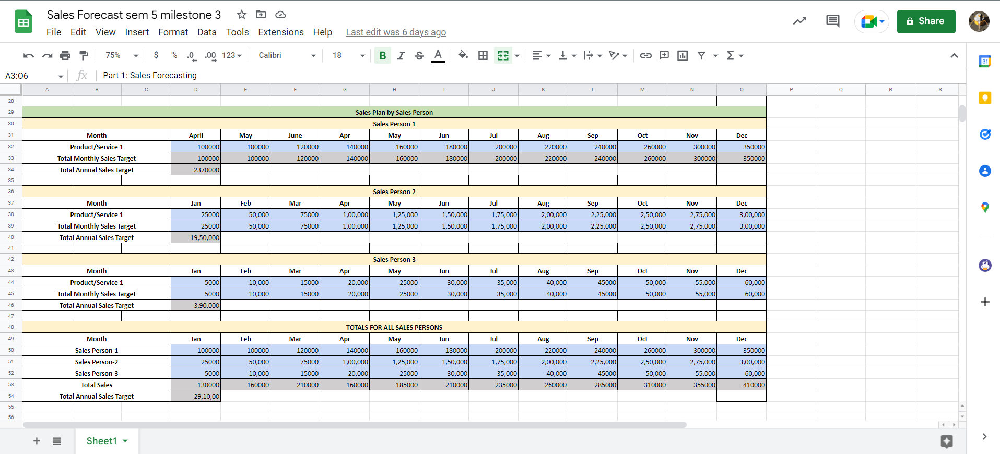 Sales Forecast sem 5 milestone 3
File Edit View Insert Format Data Tools Extensions Help Last edit was 6 days ago
Share
75% $ % .0 .00 123 Calibri 18 B I S A Σ
31
A3:O6 fx Part 1: Sales Forecasting
A B C D E F G H I J K L M N O P Q R S
28
29 Sales Plan by Sales Person
30 Sales Person 1
31 Month April May June Apr May Jun Jul Aug Sep Oct Nov Dec
32 Product/Service 1 100000 100000 120000 140000 160000 180000 200000 220000 240000 260000 300000 350000
33 Total Monthly Sales Target 100000 100000 120000 140000 160000 180000 200000 220000 240000 260000 300000 350000
34 Total Annual Sales Target 2370000
35
36 Sales Person 2
37 Month Jan Feb Mar Apr May Jun Jul Aug Sep Oct Nov Dec
38 Product/Service 1 25000 50,000 75000 1,00,000 1,25,000 1,50,000 1,75,000 2,00,000 2,25,000 2,50,000 2,75,000 3,00,000
39 Total Monthly Sales Target 25000 50,000 75000 1,00,000 1,25,000 1,50,000 1,75,000 2,00,000 2,25,000 2,50,000 2,75,000 3,00,000
40 Total Annual Sales Target 19,50,000
41
42 Sales Person 3
43 Month Jan Feb Mar Apr May Jun Jul Aug Sep Oct Nov Dec
44 Product/Service 1 5000 10,000 15000 20,000 25000 30,000 35,000 40,000 45000 50,000 55,000 60,000
45 Total Monthly Sales Target 5000 10,000 15000 20,000 25000 30,000 35,000 40,000 45000 50,000 55,000 60,000
46 Total Annual Sales Target 3,90,000
47
48 TOTALS FOR ALL SALES PERSONS
49 Month Jan Feb Mar Apr May Jun Jul Aug Sep Oct Nov Dec
50 Sales Person-1 100000 100000 120000 140000 160000 180000 200000 220000 240000 260000 300000 350000
51 Sales Person-2 25000 50,000 75000 1,00,000 1,25,000 1,50,000 1,75,000 2,00,000 2,25,000 2,50,000 2,75,000 3,00,000
52 Sales Person-3 5000 10,000 15000 20,000 25000 30,000 35,000 40,000 45000 50,000 55,000 60,000
53 Total Sales 130000 160000 210000 160000 185000 210000 235000 260000 285000 310000 355000 410000
54 Total Annual Sales Target 29,10,00
55
56
Sheet1